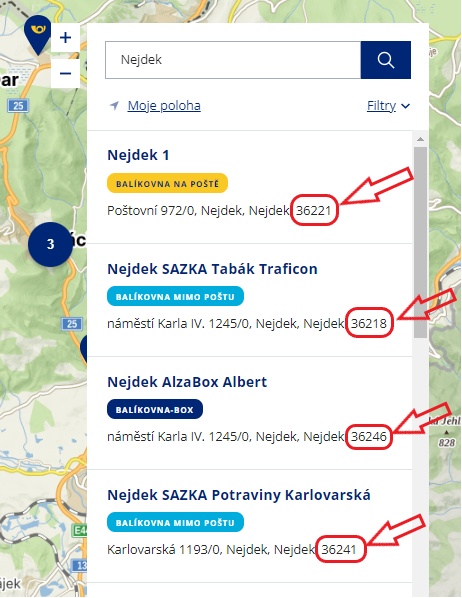 ar
25
Nejdek
Moje poloha
Filtry
Nejdek 1
BALÍKOVNA NA POŠTĚ
Poštovní 972/0, Nejdek, Nejdek 36221
3
ác
Nejdek SAZKA Tabák Traficon
BALÍKOVNA MIMO POŠTU
náměstí Karla IV. 1245/0, Nejdek, Nejdek 36218
25
Nejdek AlzaBox Albert
BALÍKOVNA-BOX
náměstí Karla IV. 1245/0, Nejdek, Nejdek 36246
828
Nejdek SAZKA Potraviny Karlovarská
BALÍKOVNA MIMO POŠTU
Karlovarská 1193/0, Nejdek, Nejdek 36241
13
ájek